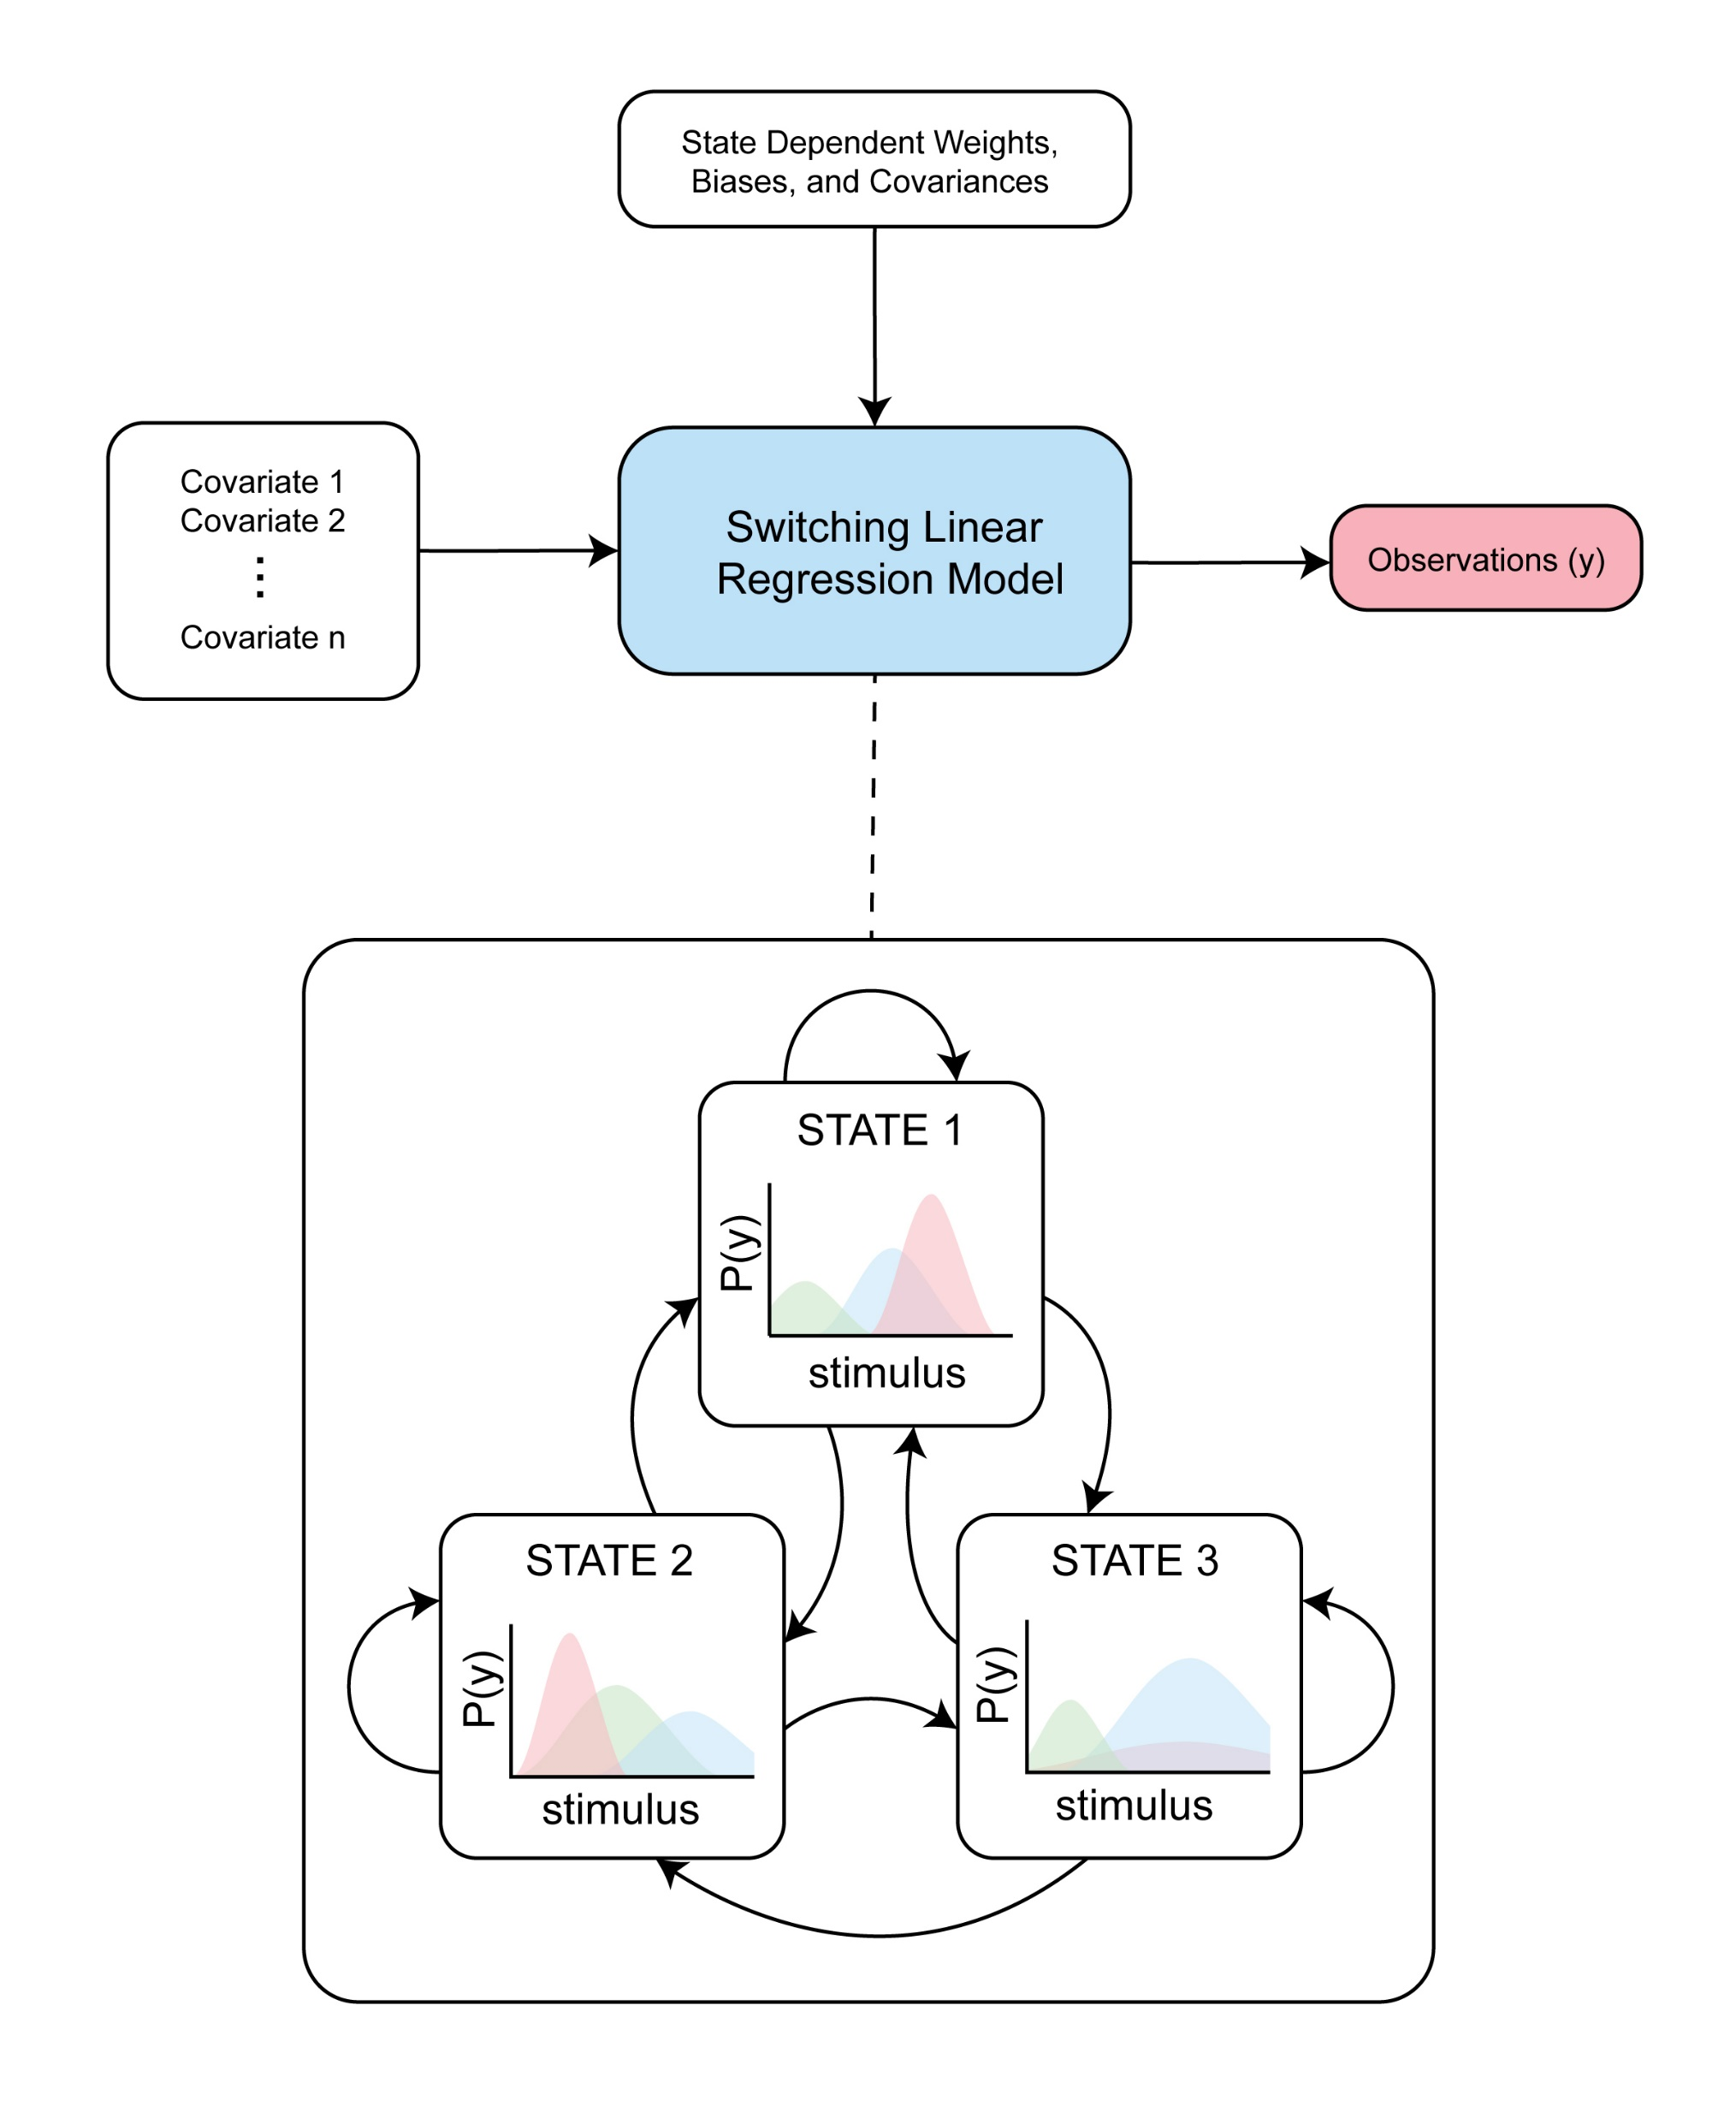 State Dependent Weights,
Biases, and Covariances
Covariate 1
Covariate 2
⋮
Covariate n
Switching Linear
Regression Model
Observations (y)
STATE 1
P(y)
stimulus
STATE 2
P(y)
stimulus
STATE 3
P(y)
stimulus